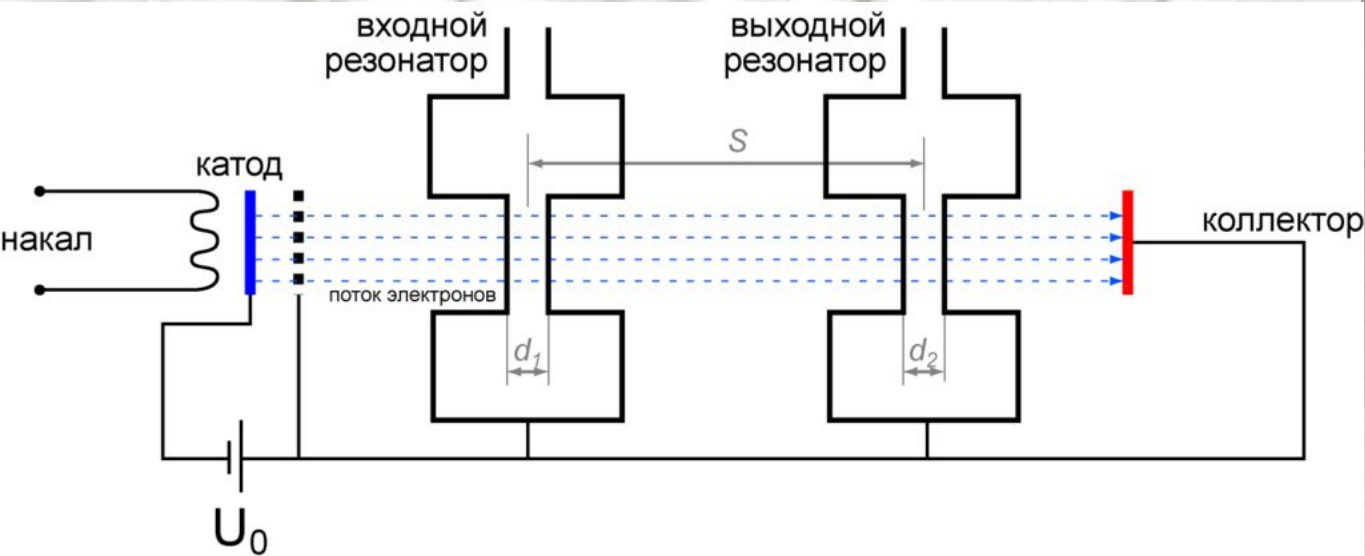 входной
резонатор
выходной
резонатор
S
катод
накал
коллектор
поток электронов
d1
d2
U0